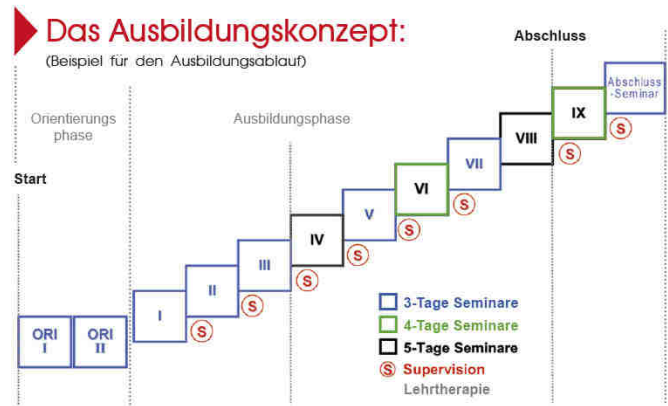 Das Ausbildungskonzept:
(Beispiel für den Ausbildungsablauf)
Abschluss
Orientierungs
phase
Ausbildungsphase
Start
ORI
I
ORI
II
I
II
III
IV
V
VI
VII
VIII
IX
Abschluss
-Seminar
S
S
S
S
S
S
S
S
3-Tage Seminare
4-Tage Seminare
5-Tage Seminare
S Supervision
Lehrtherapie